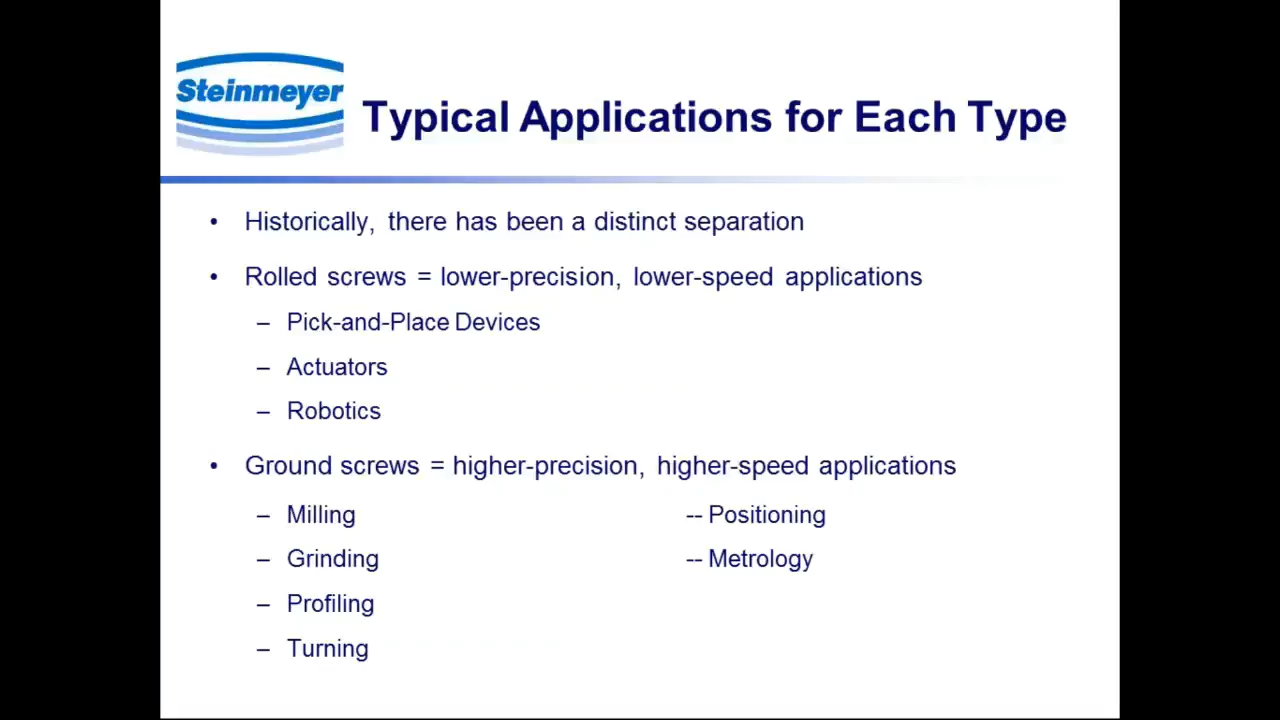 Steinmeyer
Typical Applications for Each Type
• Historically, there has been a distinct separation
• Rolled screws = lower-precision, lower-speed applications
– Pick-and-Place Devices
– Actuators
– Robotics
• Ground screws = higher-precision, higher-speed applications
– Milling
– Grinding
– Profiling
– Turning
-- Positioning
-- Metrology